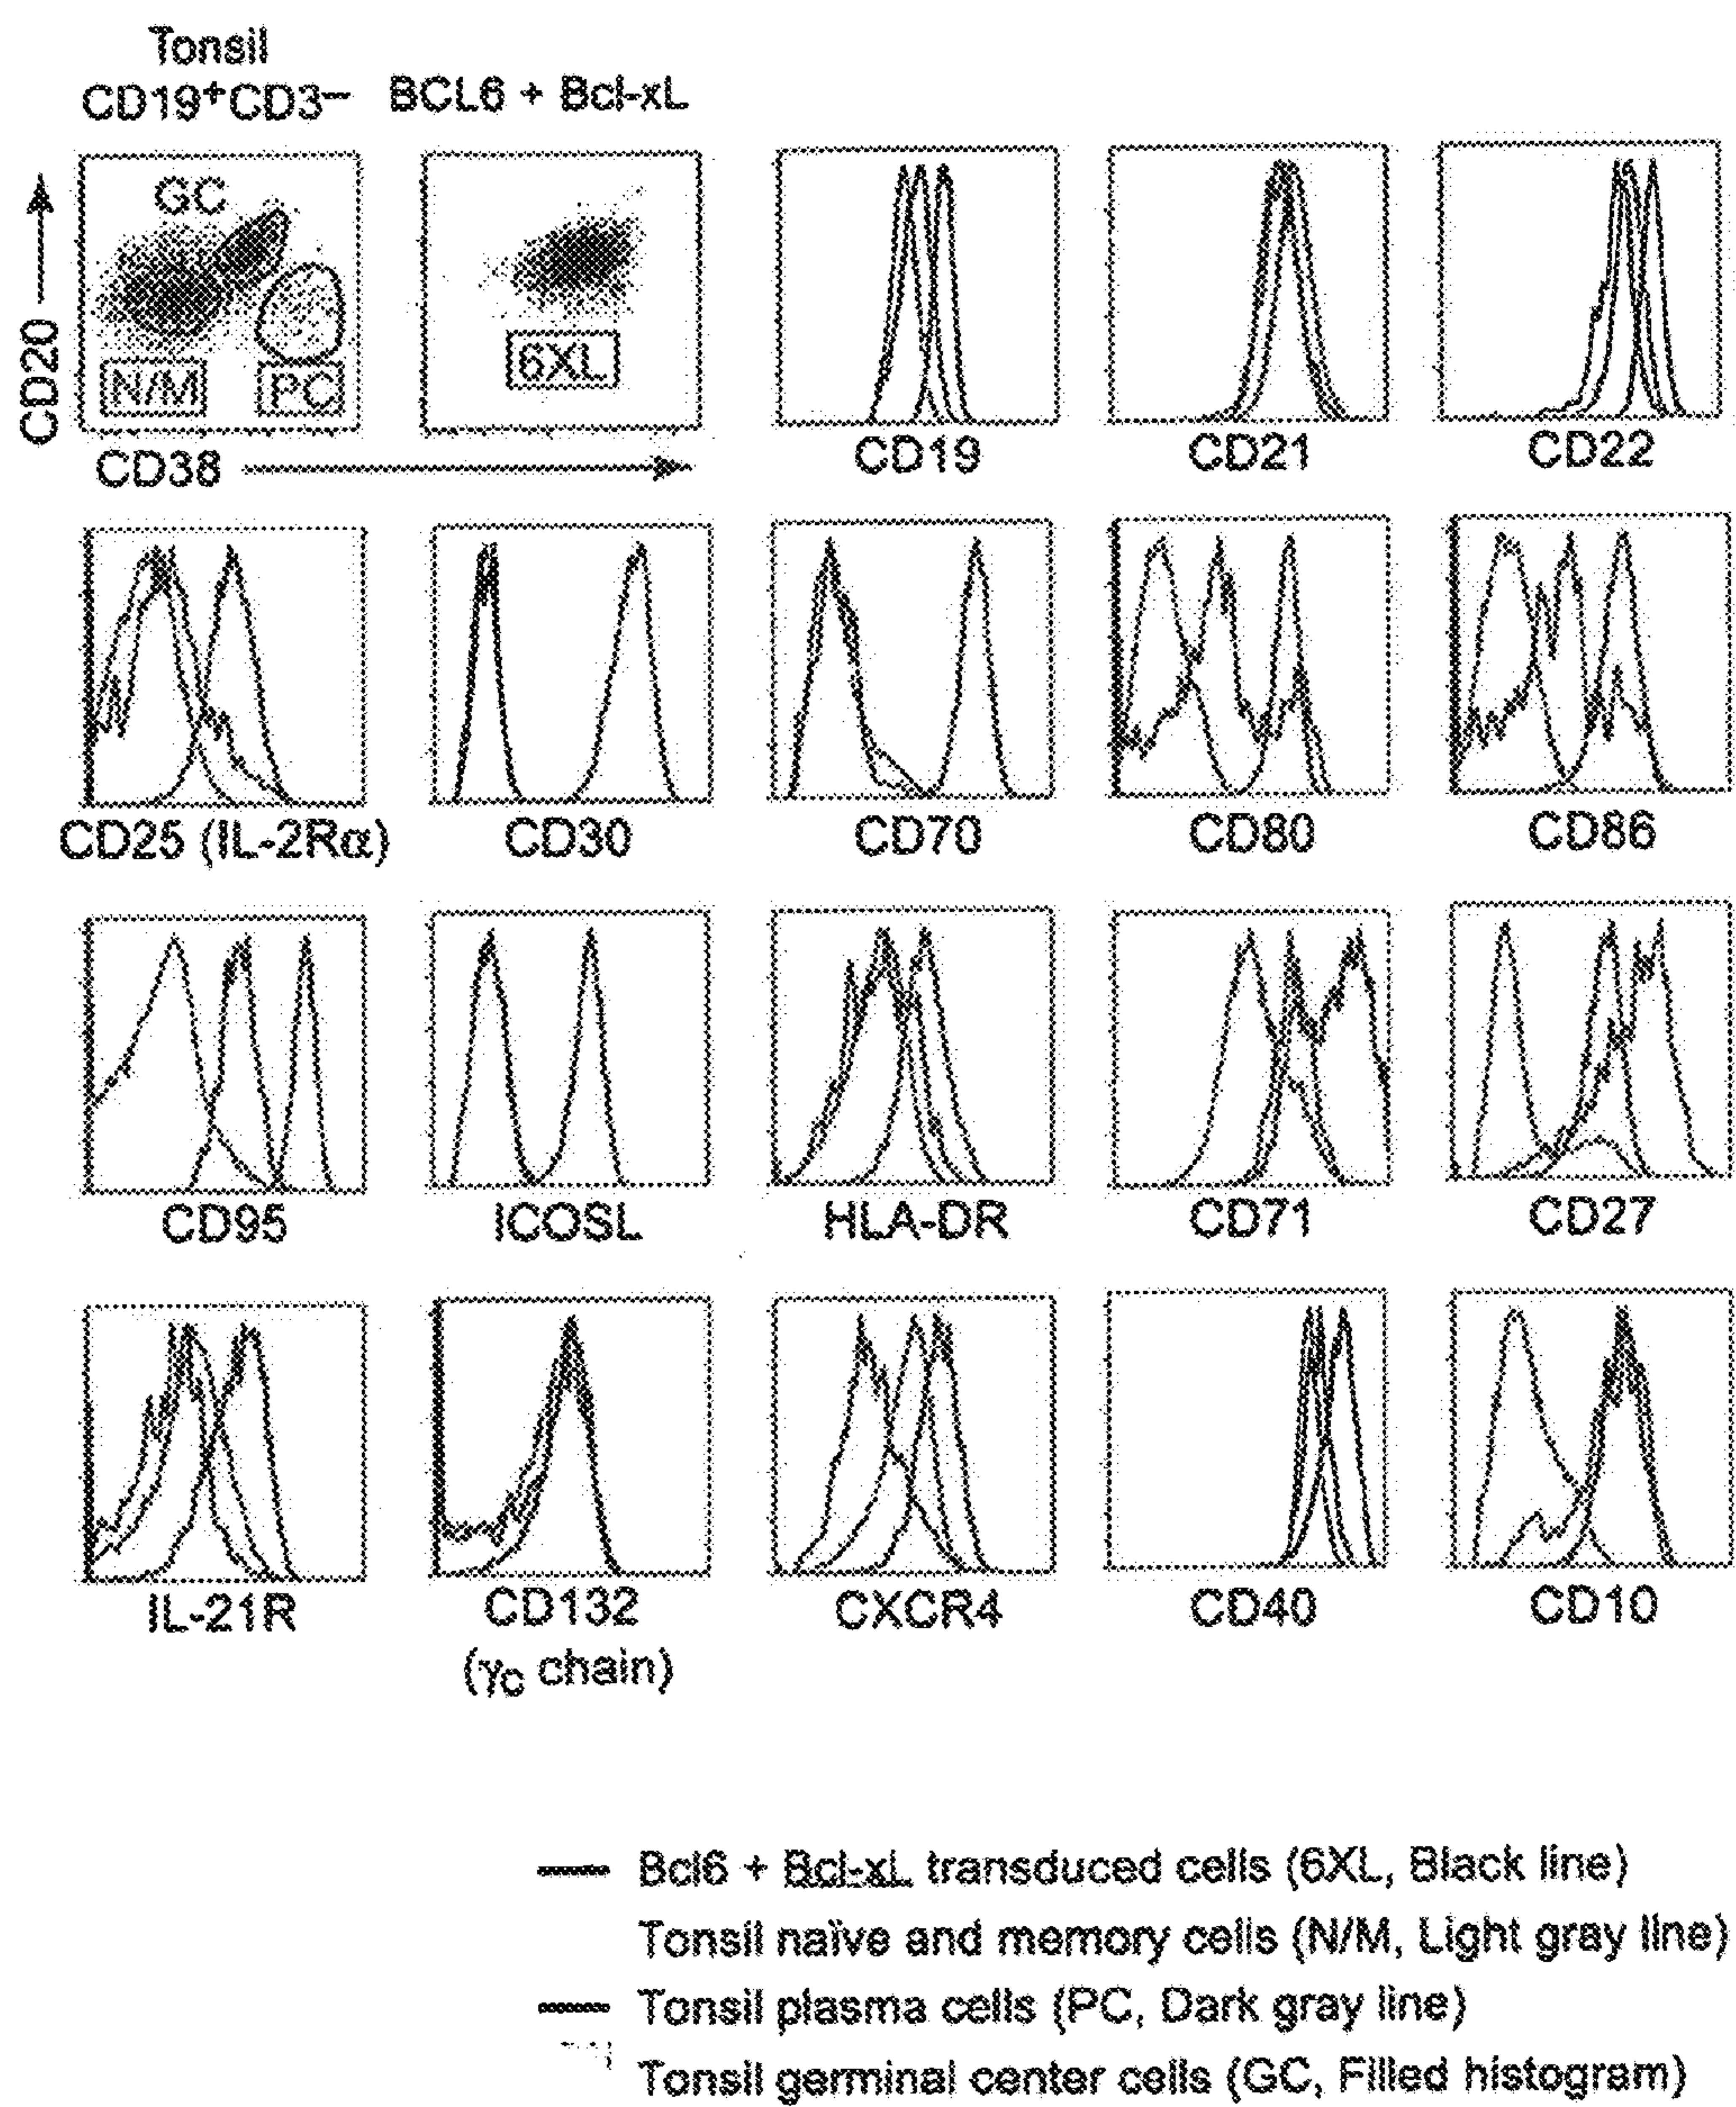 Tonsil
CD19+CD3− BCL6 + Bcl-xL
GC
CD20
N/M PC 6XL
CD38
CD19 CD21 CD22
CD25 (IL-2Rα) CD30 CD70 CD80 CD86
CD95 ICOSL HLA-DR CD71 CD27
IL-21R CD132 CXCR4 CD40 CD10
(γc chain)
Bcl6 + Bcl-xL transduced cells (6XL, Black line)
Tonsil naïve and memory cells (N/M, Light gray line)
Tonsil plasma cells (PC, Dark gray line)
Tonsil germinal center cells (GC, Filled histogram)